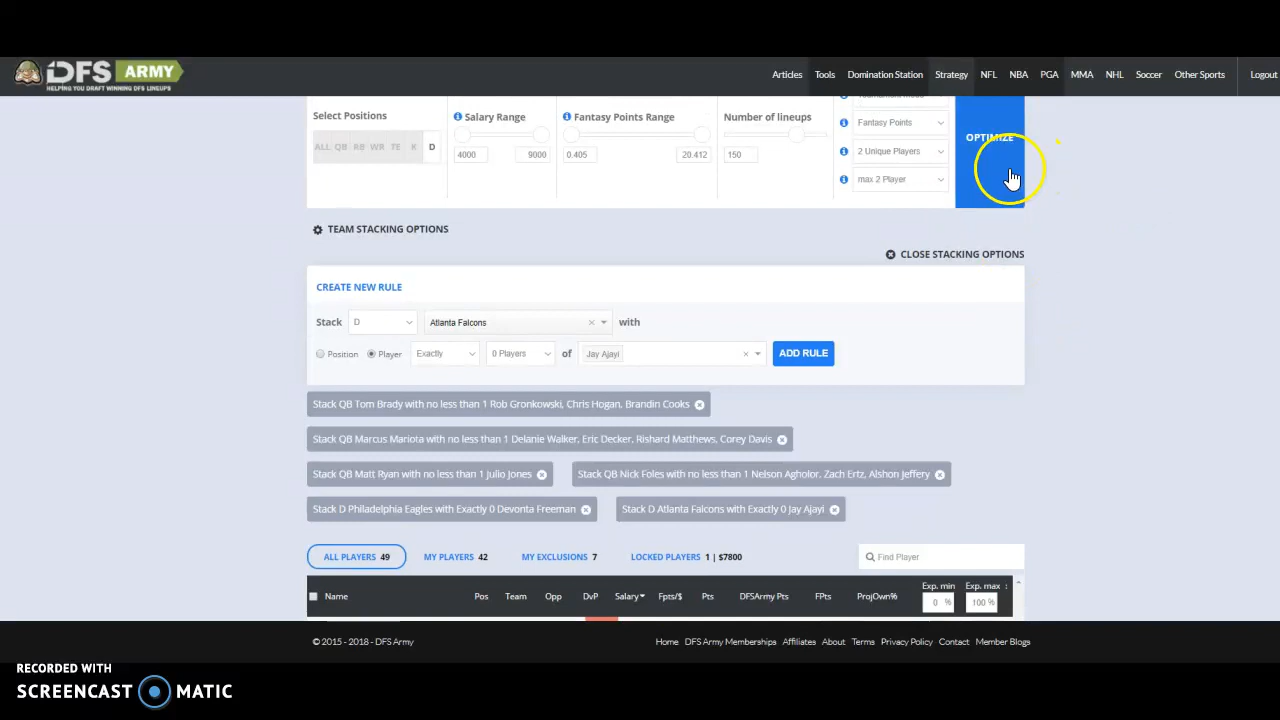 DFS ARMY
HELPING YOU DRAFT WINNING DFS LINEUPS
Articles Tools Domination Station Strategy NFL NBA PGA MMA NHL Soccer Other Sports Logout
Select Positions Salary Range Fantasy Points Range Number of lineups
Fantasy Points
OPTIMIZE
ALL QB RB WR TE K D
4000 9000 0.405 20.412 150
2 Unique Players
max 2 Player
TEAM STACKING OPTIONS
CLOSE STACKING OPTIONS
CREATE NEW RULE
Stack D Atlanta Falcons with
Position Player Exactly 0 Players of Jay Ajayi ADD RULE
Stack QB Tom Brady with no less than 1 Rob Gronkowski, Chris Hogan, Brandin Cooks
Stack QB Marcus Mariota with no less than 1 Delanie Walker, Eric Decker, Rishard Matthews, Corey Davis
Stack QB Matt Ryan with no less than 1 Julio Jones Stack QB Nick Foles with no less than 1 Nelson Agholor, Zach Ertz, Alshon Jeffery
Stack D Philadelphia Eagles with Exactly 0 Devonta Freeman Stack D Atlanta Falcons with Exactly 0 Jay Ajayi
ALL PLAYERS 49 MY PLAYERS 42 MY EXCLUSIONS 7 LOCKED PLAYERS 1 | $7800 Find Player
Name Pos Team Opp DvP Salary Fpts/$ Pts DFSArmy Pts FPts ProjOwn% Exp. min Exp. max :
0 % 100 %
© 2015 - 2018 - DFS Army Home DFS Army Memberships Affiliates About Terms Privacy Policy Contact Member Blogs
RECORDED WITH
SCREENCAST MATIC